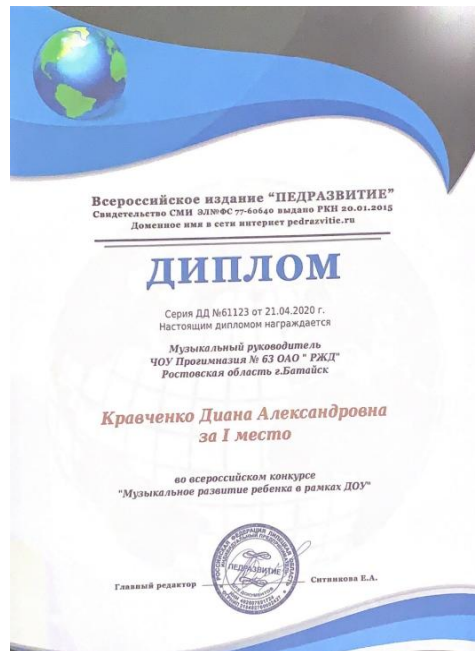 Всероссийское издание "ПЕДРАЗВИТИЕ"
Свидетельство СМИ ЭЛ№ФС 77-60640 выдано РКН 20.01.2015
Доменное имя в сети интернет pedrazvitie.ru
ДИПЛОМ
Серия ДД №61123 от 21.04.2020 г.
Настоящим дипломом награждается
Музыкальный руководитель
ЧОУ Прогимназия № 63 ОАО " РЖД"
Ростовская область г.Батайск
Кравченко Диана Александровна
за I место
во всероссийском конкурсе
"Музыкальное развитие ребенка в рамках ДОУ"
ПЕДРАЗВИТИЕ
Главный редактор Ситникова Е.А.